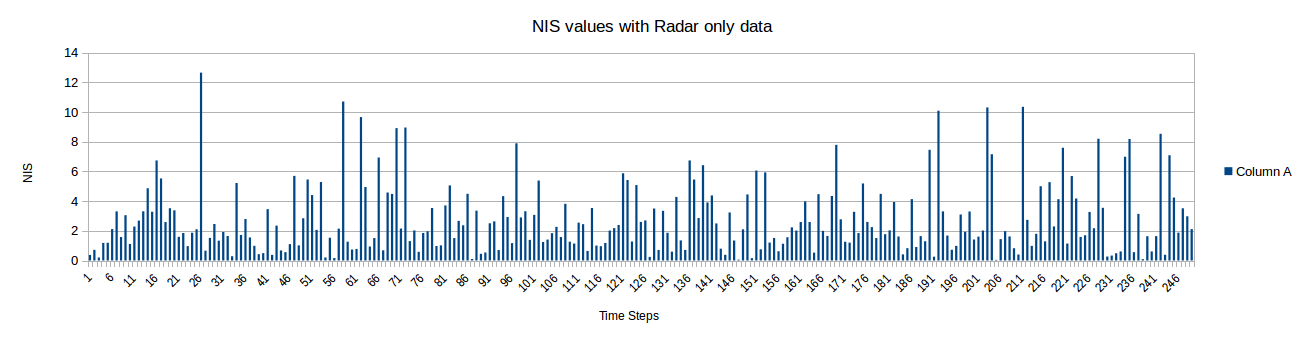 NIS values with Radar only data
14
12
10
8
6
4
2
0
NIS
1 6 11 16 21 26 31 36 41 46 51 56 61 66 71 76 81 86 91 96 101 106 111 116 121 126 131 136 141 146 151 156 161 166 171 176 181 186 191 196 201 206 211 216 221 226 231 236 241 246
Time Steps
Column A